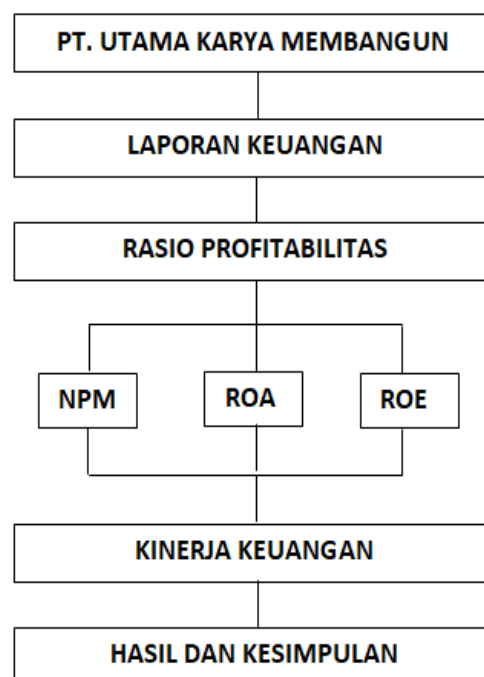 PT. UTAMA KARYA MEMBANGUN
LAPORAN KEUANGAN
RASIO PROFITABILITAS
NPM
ROA
ROE
KINERJA KEUANGAN
HASIL DAN KESIMPULAN